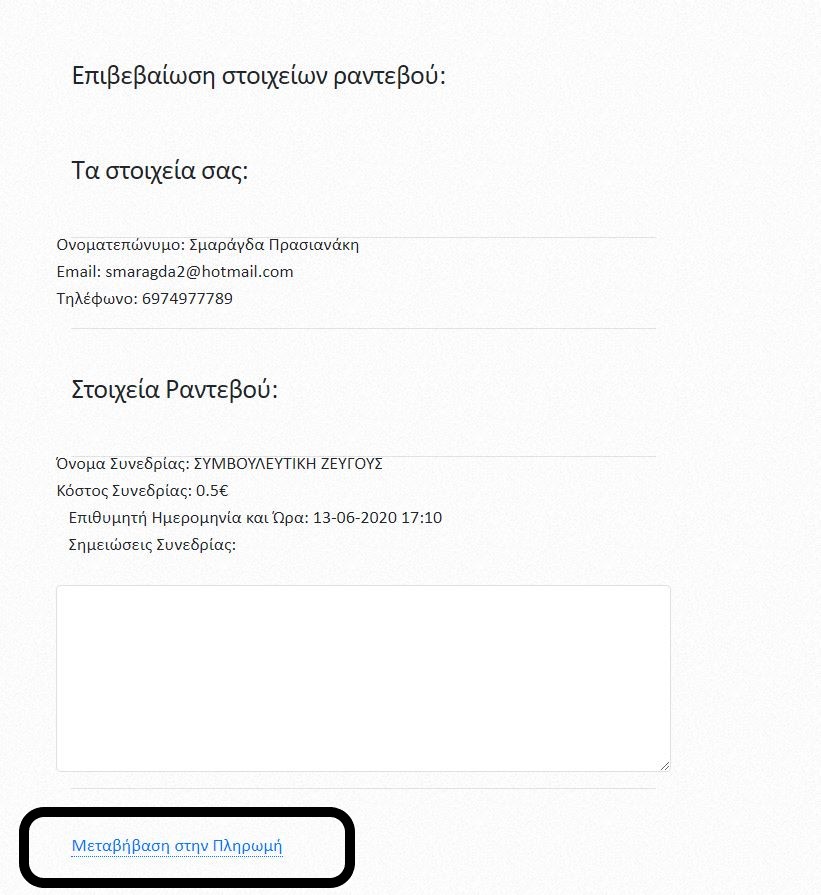 Επιβεβαίωση στοιχείων ραντεβού:
Τα στοιχεία σας:
Ονοματεπώνυμο: Σμαράγδα Πρασιανάκη
Email: smaragda2@hotmail.com
Τηλέφωνο: 6974977789
Στοιχεία Ραντεβού:
Όνομα Συνεδρίας: ΣΥΜΒΟΥΛΕΥΤΙΚΗ ΖΕΥΓΟΥΣ
Κόστος Συνεδρίας: 0.5€
Επιθυμητή Ημερομηνία και Ώρα: 13-06-2020 17:10
Σημειώσεις Συνεδρίας:
Μεταβήβαση στην Πληρωμή